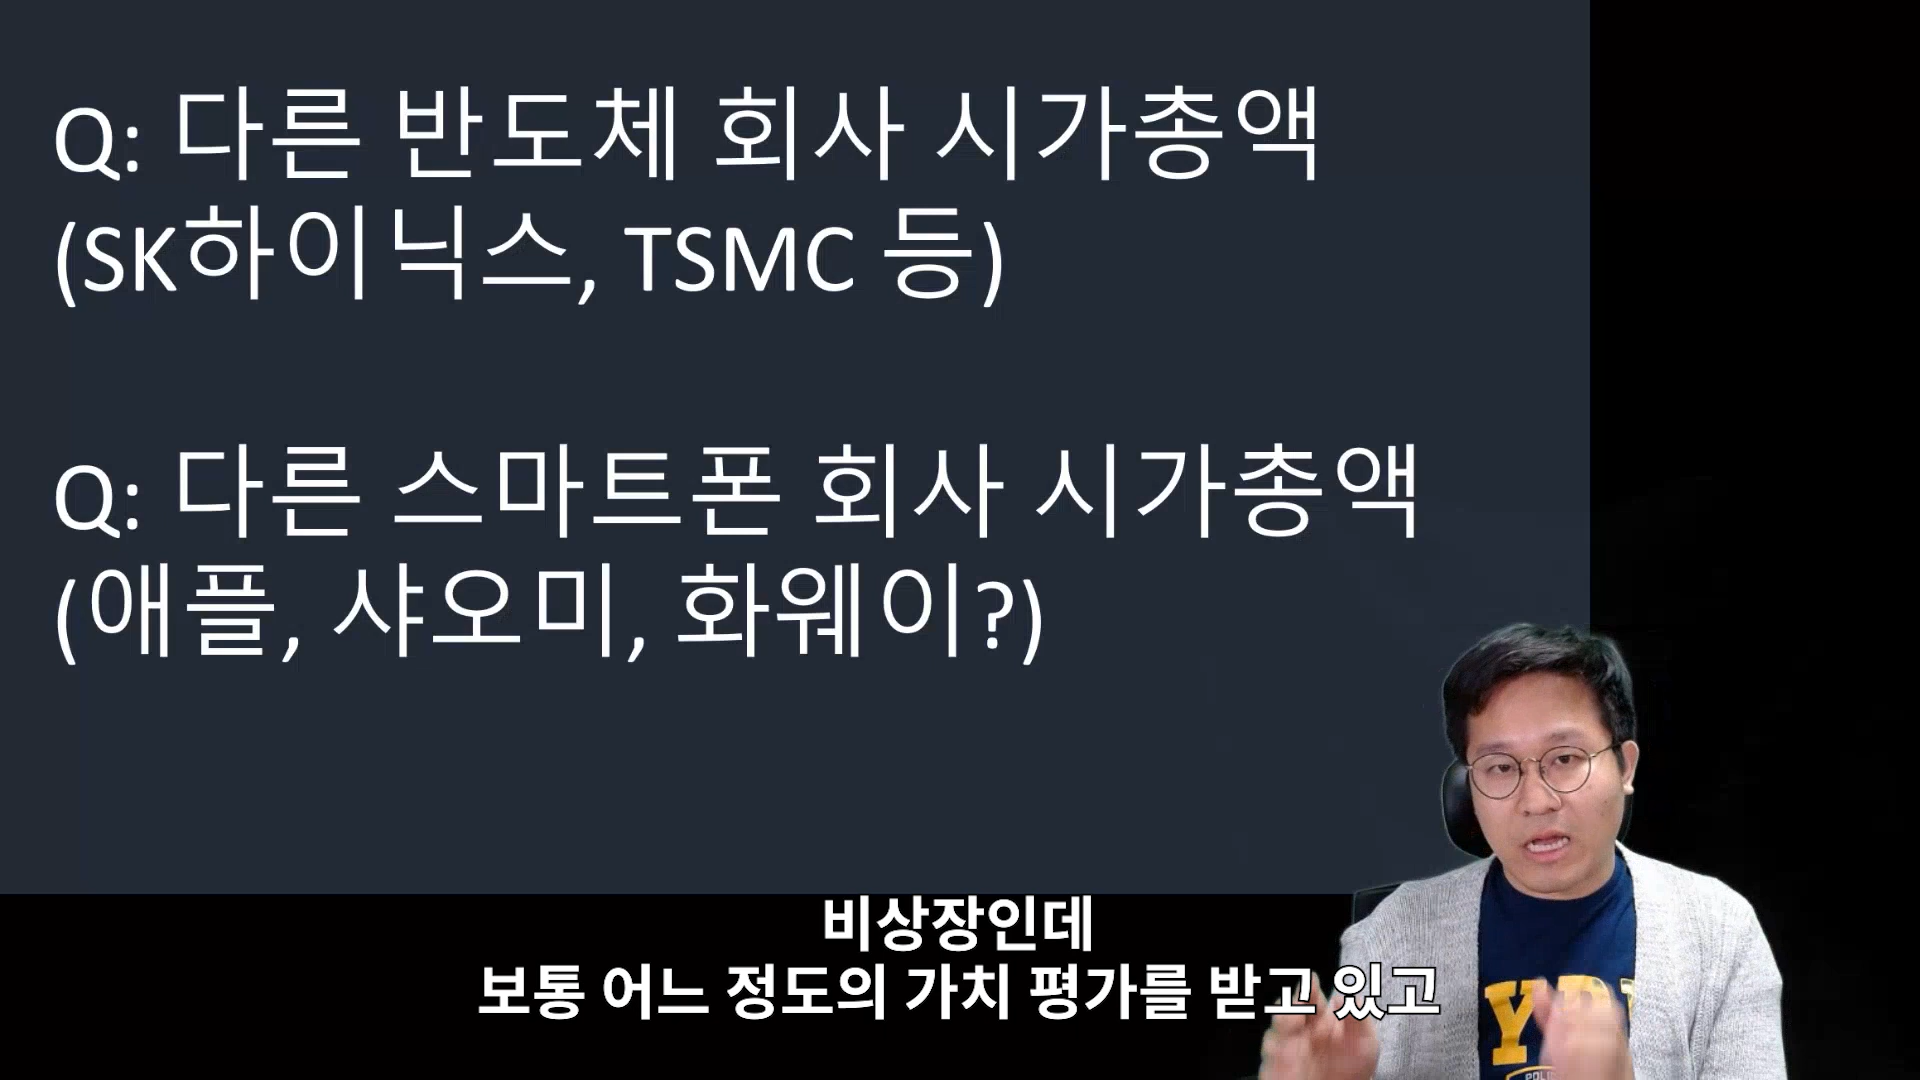 Q: 다른 반도체 회사 시가총액
(SK하이닉스, TSMC 등)
Q: 다른 스마트폰 회사 시가총액
(애플, 샤오미, 화웨이?)
비상장인데
보통 어느 정도의 가치 평가를 받고 있고